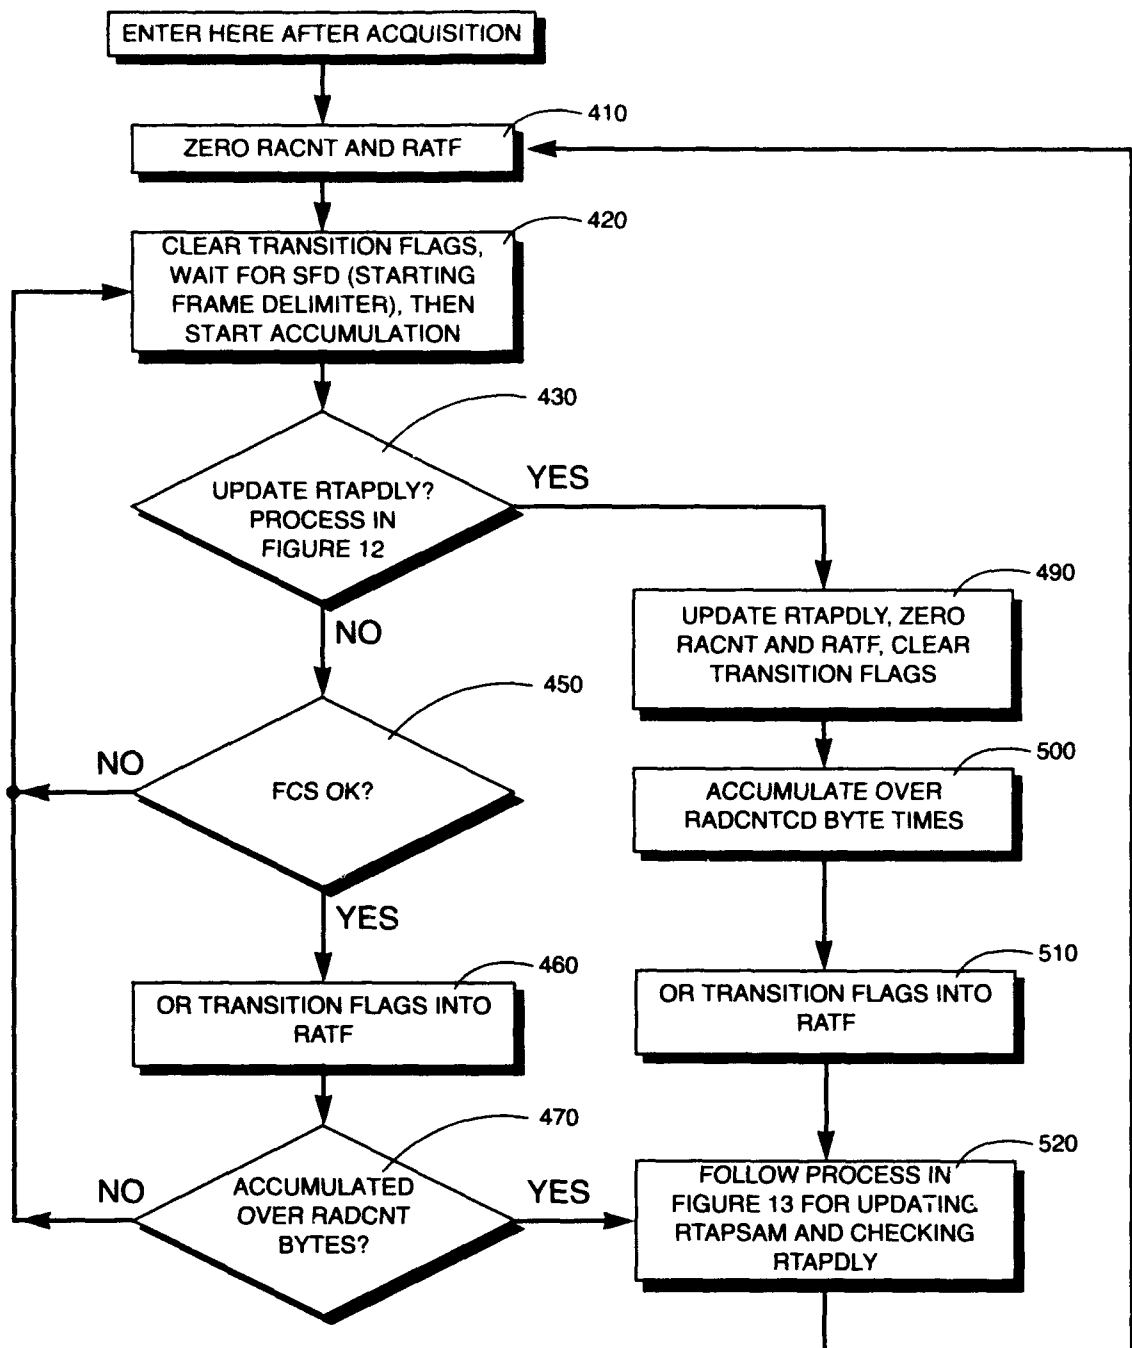 ENTER HERE AFTER ACQUISITION
410
ZERO RACNT AND RATF
420
CLEAR TRANSITION FLAGS,
WAIT FOR SFD (STARTING
FRAME DELIMITER), THEN
START ACCUMULATION
430
UPDATE RTAPDLY?
PROCESS IN
FIGURE 12
YES
NO
490
UPDATE RTAPDLY, ZERO
RACNT AND RATF, CLEAR
TRANSITION FLAGS
450
FCS OK?
NO
YES
500
ACCUMULATE OVER
RADCNTCD BYTE TIMES
460
OR TRANSITION FLAGS INTO
RATF
510
OR TRANSITION FLAGS INTO
RATF
470
ACCUMULATED
OVER RADCNT
BYTES?
NO
YES
520
FOLLOW PROCESS IN
FIGURE 13 FOR UPDATING
RTAPSAM AND CHECKING
RTAPDLY